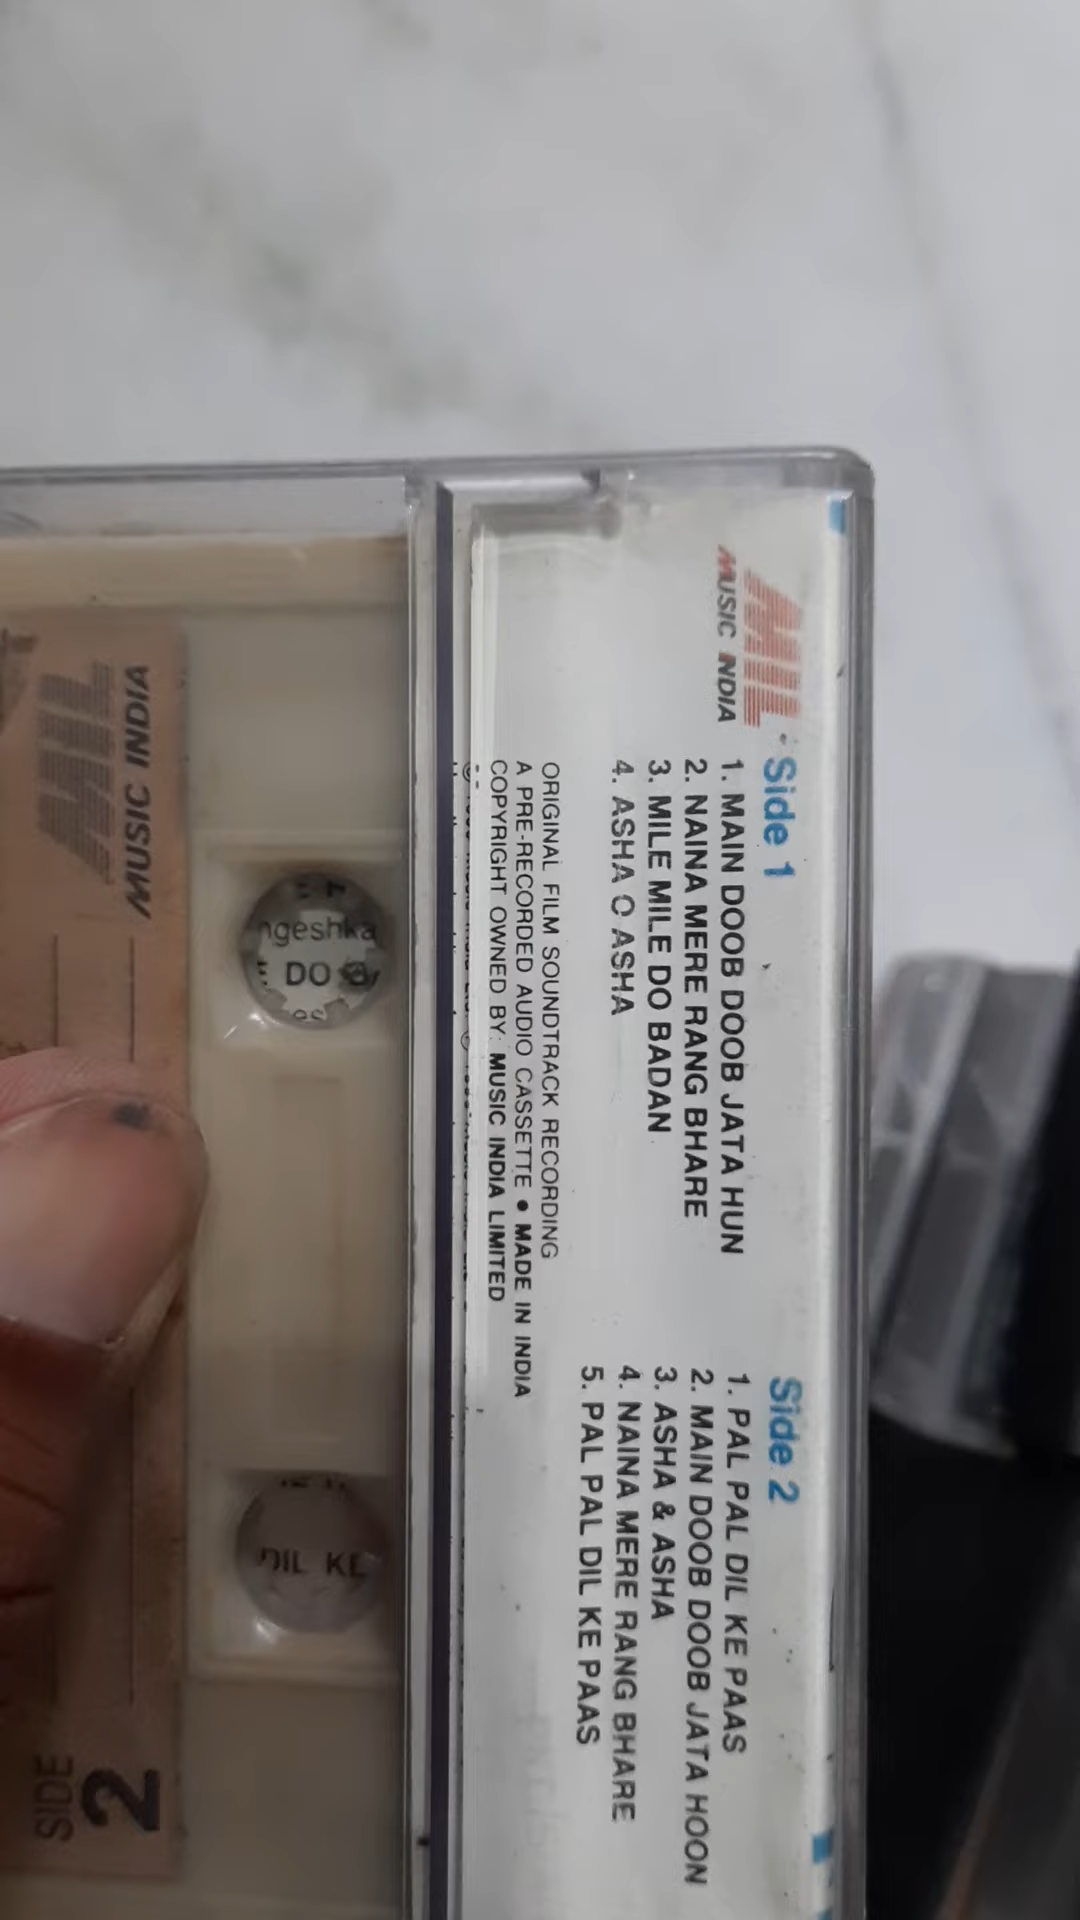 MIL
MUSIC INDIA
Side 1
1. MAIN DOOB DOOB JATA HUN
2. NAINA MERE RANG BHARE
3. MILE MILE DO BADAN
4. ASHA O ASHA
ORIGINAL FILM SOUNDTRACK RECORDING
A PRE-RECORDED AUDIO CASSETTE • MADE IN INDIA
COPYRIGHT OWNED BY: MUSIC INDIA LIMITED
Side 2
1. PAL PAL DIL KE PAAS
2. MAIN DOOB DOOB JATA HOON
3. ASHA & ASHA
4. NAINA MERE RANG BHARE
5. PAL PAL DIL KE PAAS
MIL
MUSIC INDIA
ngeshka
DO
DIL KE
SIDE
2